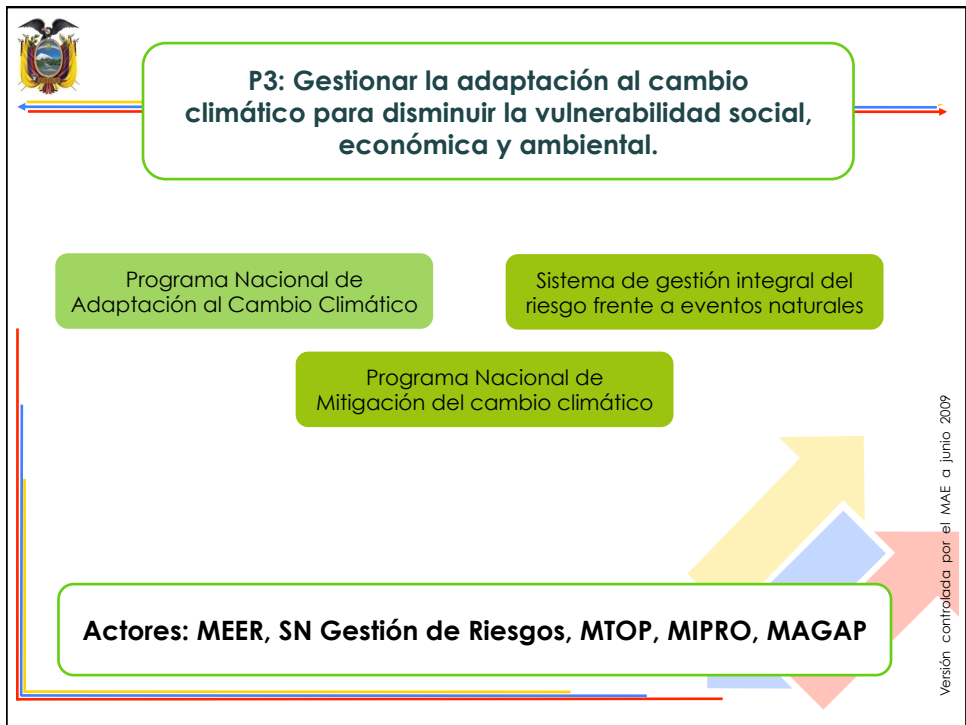 P3: Gestionar la adaptación al cambio
climático para disminuir la vulnerabilidad social,
económica y ambiental.
Programa Nacional de
Adaptación al Cambio Climático
Sistema de gestión integral del
riesgo frente a eventos naturales
Programa Nacional de
Mitigación del cambio climático
Actores: MEER, SN Gestión de Riesgos, MTOP, MIPRO, MAGAP
Versión controlada por el MAE a junio 2009